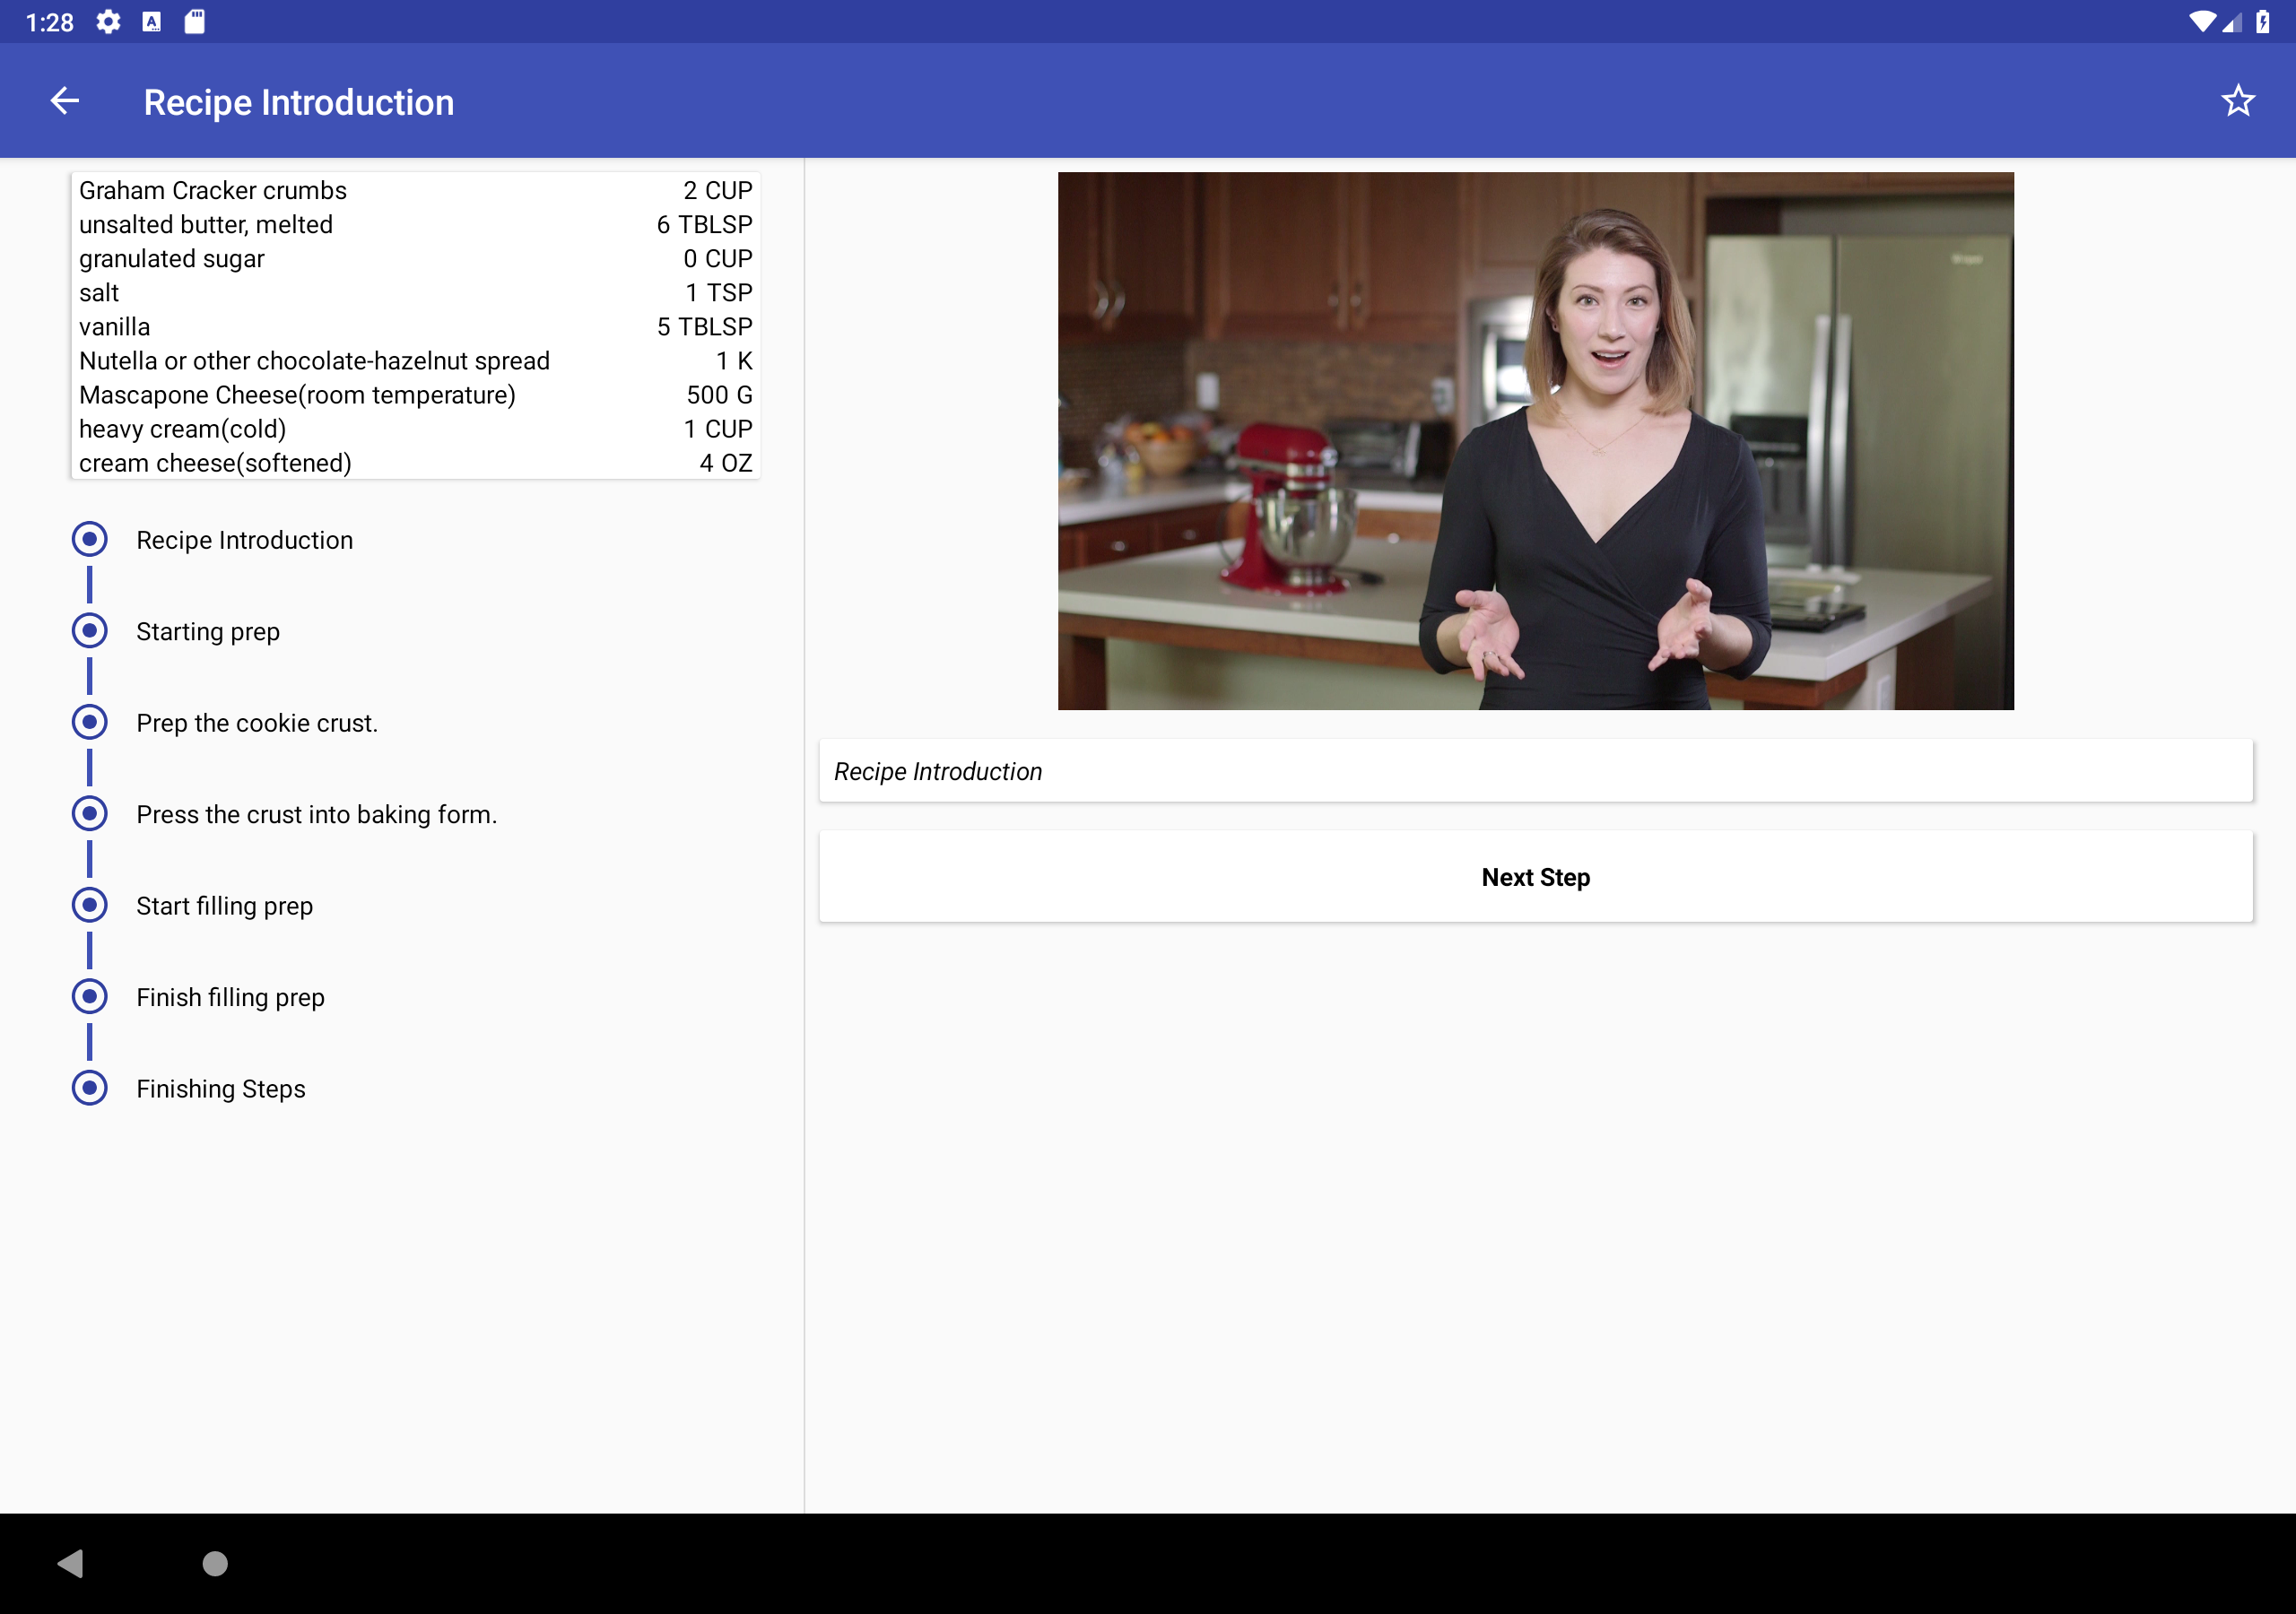 1:28
Recipe Introduction
Graham Cracker crumbs 2 CUP
unsalted butter, melted 6 TBLSP
granulated sugar 0 CUP
salt 1 TSP
vanilla 5 TBLSP
Nutella or other chocolate-hazelnut spread 1 K
Mascapone Cheese(room temperature) 500 G
heavy cream(cold) 1 CUP
cream cheese(softened) 4 OZ
Recipe Introduction
Starting prep
Prep the cookie crust.
Press the crust into baking form.
Start filling prep
Finish filling prep
Finishing Steps
Recipe Introduction
Next Step